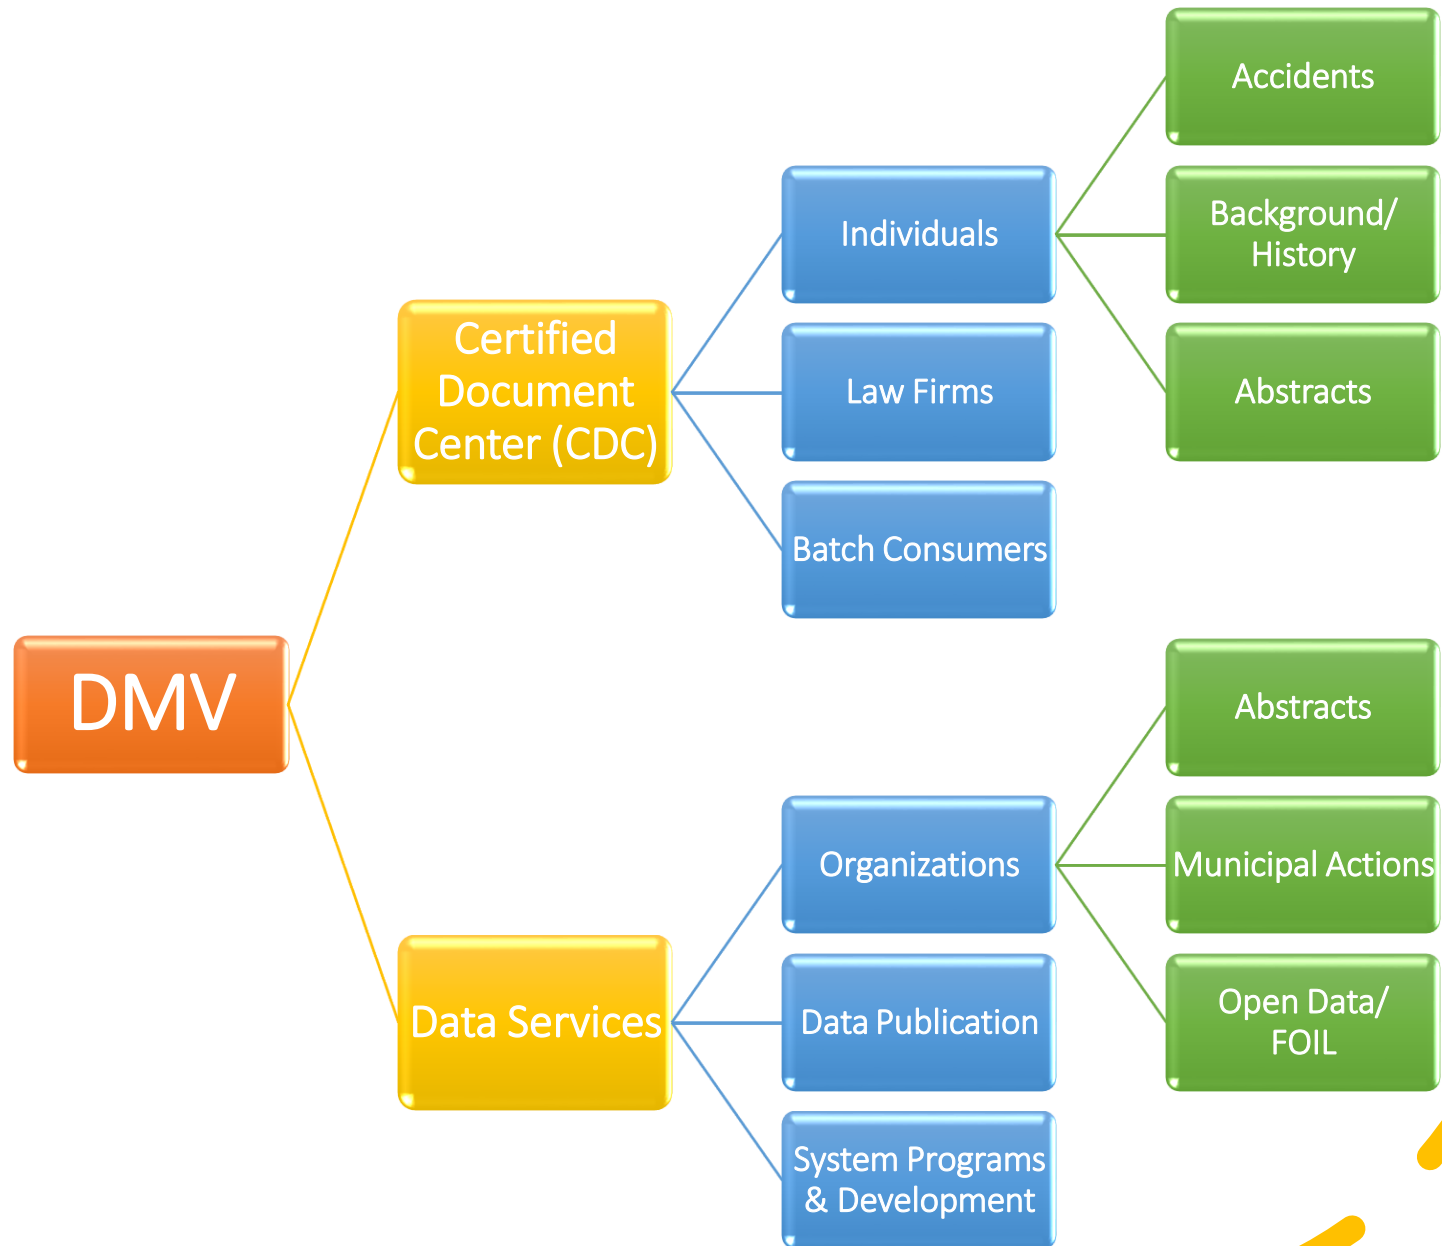 Accidents
Background/
History
Abstracts
Individuals
Law Firms
Batch Consumers
Certified
Document
Center (CDC)
DMV
Data Services
Organizations
Data Publication
System Programs
& Development
Abstracts
Municipal Actions
Open Data/
FOIL